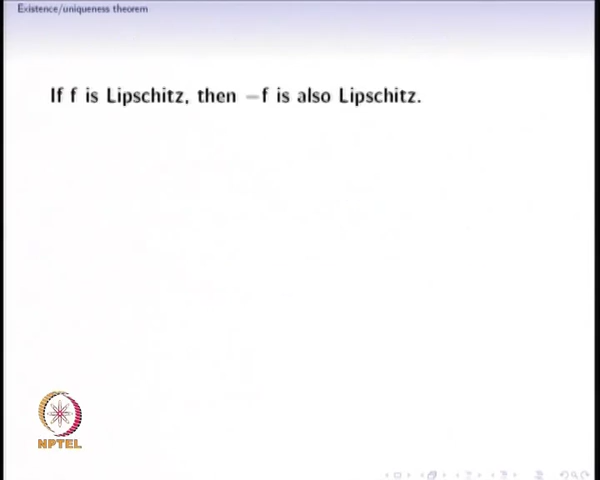 Existence/uniqueness theorem
If f is Lipschitz, then −f is also Lipschitz.
NPTEL